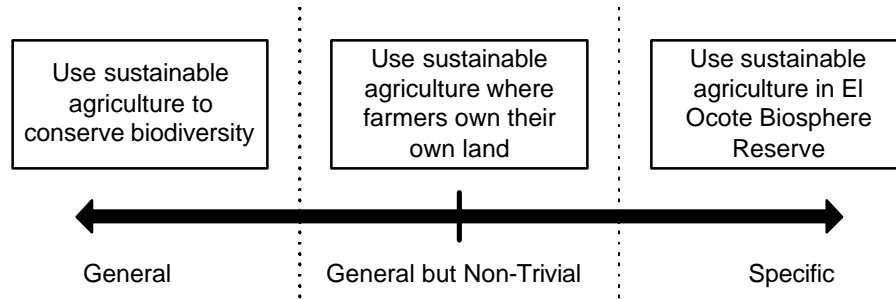 Use sustainable
agriculture to
conserve biodiversity
Use sustainable
agriculture where
farmers own their
own land
Use sustainable
agriculture in El
Ocote Biosphere
Reserve
General
General but Non-Trivial
Specific